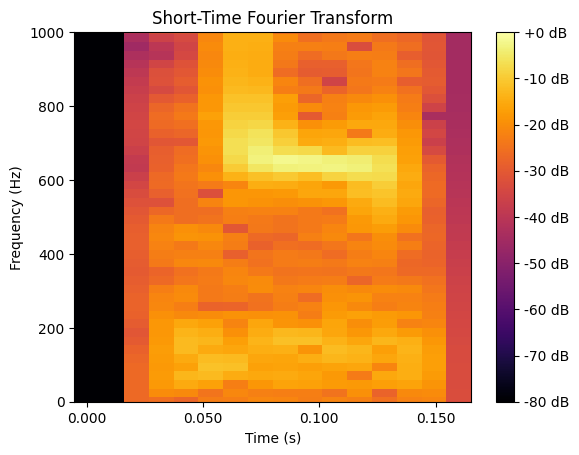 Short-Time Fourier Transform
1000
800
600
400
200
0
Frequency (Hz)
0.000
0.050
0.100
0.150
Time (s)
+0 dB
-10 dB
-20 dB
-30 dB
-40 dB
-50 dB
-60 dB
-70 dB
-80 dB